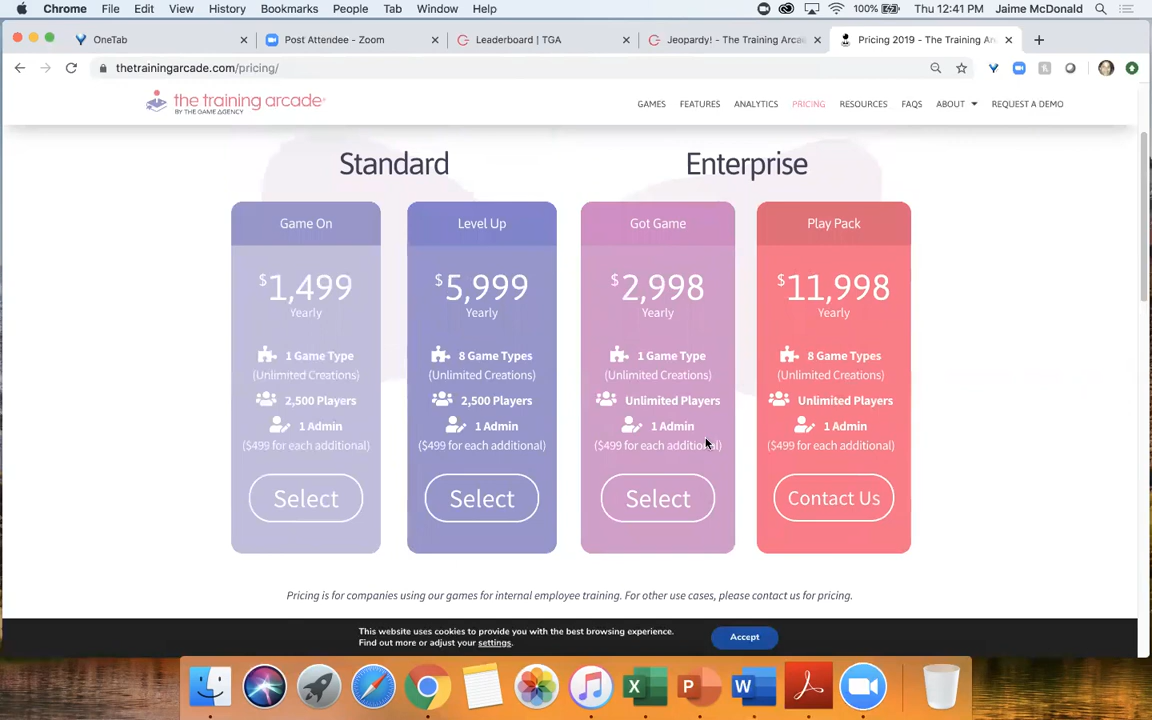 Chrome File Edit View History Bookmarks People Tab Window Help 100% Thu 12:41 PM Jaime McDonald
OneTab
Post Attendee - Zoom
Leaderboard | TGA
Jeopardy! - The Training Arcad
Pricing 2019 - The Training Ar
thetrainingarcade.com/pricing/
the training arcade
BY THE GAME AGENCY
GAMES FEATURES ANALYTICS PRICING RESOURCES FAQS ABOUT REQUEST A DEMO
Standard
Enterprise
Game On
$1,499
Yearly
1 Game Type
(Unlimited Creations)
2,500 Players
1 Admin
($499 for each additional)
Select
Level Up
$5,999
Yearly
8 Game Types
(Unlimited Creations)
2,500 Players
1 Admin
($499 for each additional)
Select
Got Game
$2,998
Yearly
1 Game Type
(Unlimited Creations)
Unlimited Players
1 Admin
($499 for each additional)
Select
Play Pack
$11,998
Yearly
8 Game Types
(Unlimited Creations)
Unlimited Players
1 Admin
($499 for each additional)
Contact Us
Pricing is for companies using our games for internal employee training. For other use cases, please contact us for pricing.
This website uses cookies to provide you with the best browsing experience.
Find out more or adjust your settings.
Accept